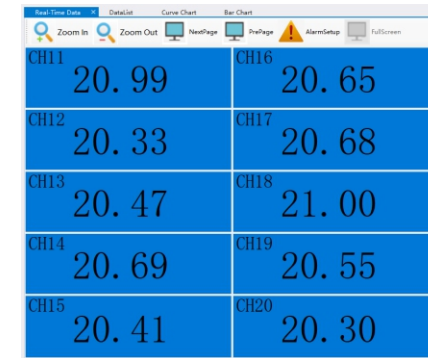 Real-Time Data × DataList Curve Chart Bar Chart
Zoom In Zoom Out NextPage PrePage AlarmSetup FullScreen
CH11 20.99 CH16 20.65
CH12 20.33 CH17 20.68
CH13 20.47 CH18 21.00
CH14 20.69 CH19 20.55
CH15 20.41 CH20 20.30